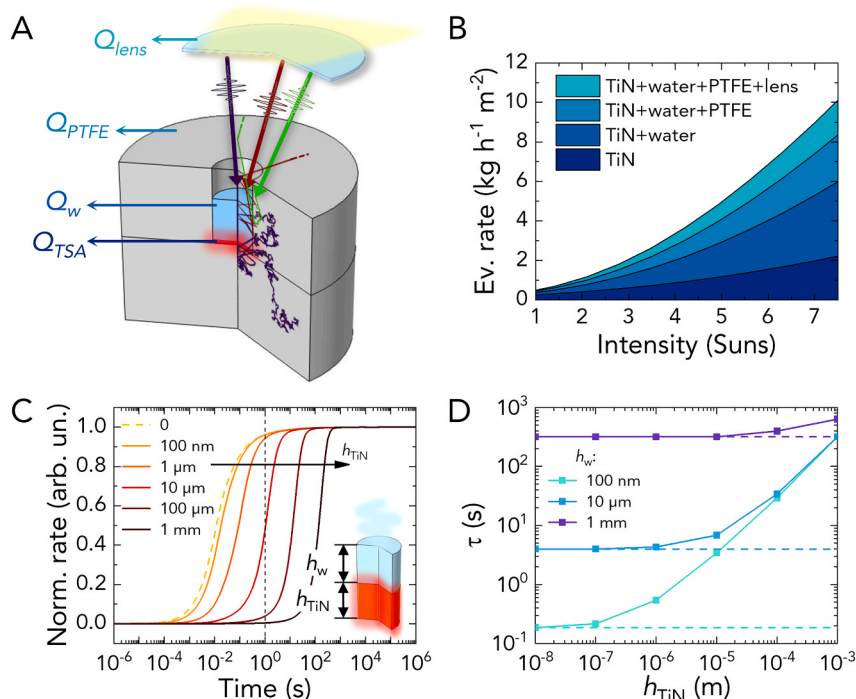 A
Q_lens
Q_PTFE
Q_w
Q_TSA
B
Ev. rate (kg h⁻¹ m⁻²)
12
10
8
6
4
2
0
TiN+water+PTFE+lens
TiN+water+PTFE
TiN+water
TiN
1 2 3 4 5 6 7
Intensity (Suns)
C
Norm. rate (arb. un.)
1.0
0.8
0.6
0.4
0.2
0.0
0
100 nm
1 µm
10 µm
100 µm
1 mm
h_TiN
h_w
h_TiN
10⁻⁶ 10⁻⁴ 10⁻² 10⁰ 10² 10⁴ 10⁶
Time (s)
D
τ (s)
10³
10²
10¹
10⁰
10⁻¹
h_w:
100 nm
10 µm
1 mm
10⁻⁸ 10⁻⁷ 10⁻⁶ 10⁻⁵ 10⁻⁴ 10⁻³
h_TiN (m)